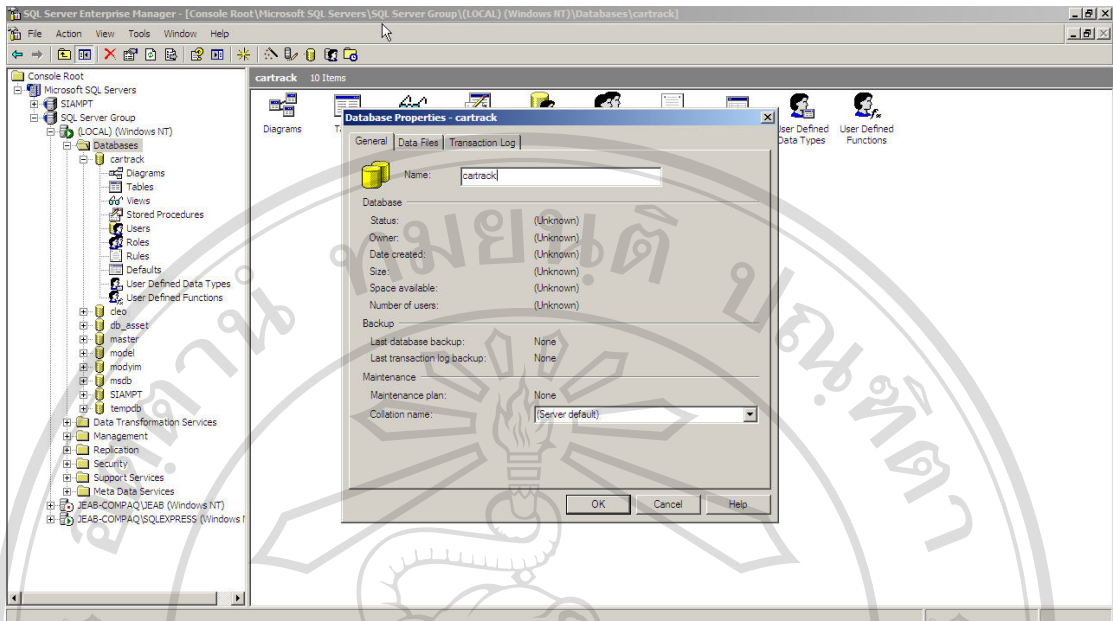 SQL Server Enterprise Manager - [Console Root\Microsoft SQL Servers\SQL Server Group\(LOCAL) (Windows NT)\Databases\cartrack]
File Action View Tools Window Help
Console Root
Microsoft SQL Servers
SIAMPT
SQL Server Group
(LOCAL) (Windows NT)
Databases
cartrack
Diagrams
Tables
Views
Stored Procedures
Users
Roles
Rules
Defaults
User Defined Data Types
User Defined Functions
cleo
db_asset
master
model
modyim
msdb
SIAMPT
tempdb
Data Transformation Services
Management
Replication
Security
Support Services
Meta Data Services
JEAB-COMPAQ\JEAB (Windows NT)
JEAB-COMPAQ\SQLEXPRESS (Windows
cartrack 10 Items
Diagrams
User Defined Data Types
User Defined Functions
Database Properties - cartrack
General Data Files Transaction Log
Name: cartrack
Database
Status: (Unknown)
Owner: (Unknown)
Date created: (Unknown)
Size: (Unknown)
Space available: (Unknown)
Number of users: (Unknown)
Backup
Last database backup: None
Last transaction log backup: None
Maintenance
Maintenance plan: None
Collation name: (Server default)
OK Cancel Help